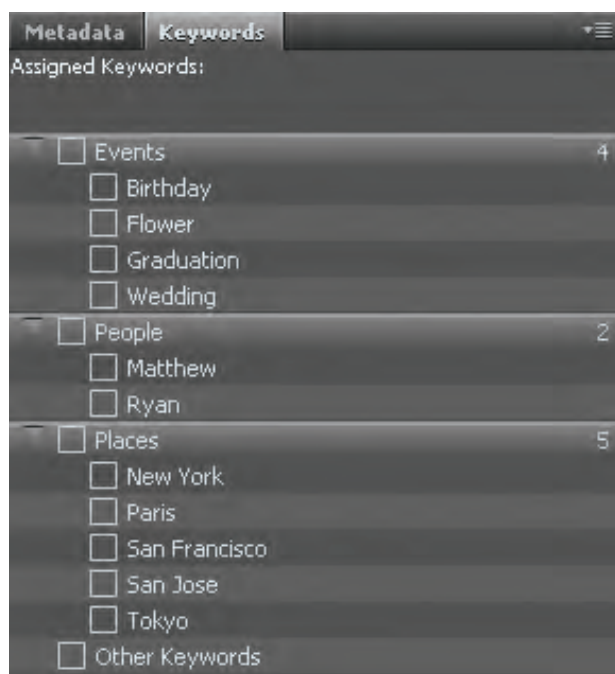 Metadata Keywords
Assigned Keywords:
Events 4
Birthday
Flower
Graduation
Wedding
People 2
Matthew
Ryan
Places 5
New York
Paris
San Francisco
San Jose
Tokyo
Other Keywords